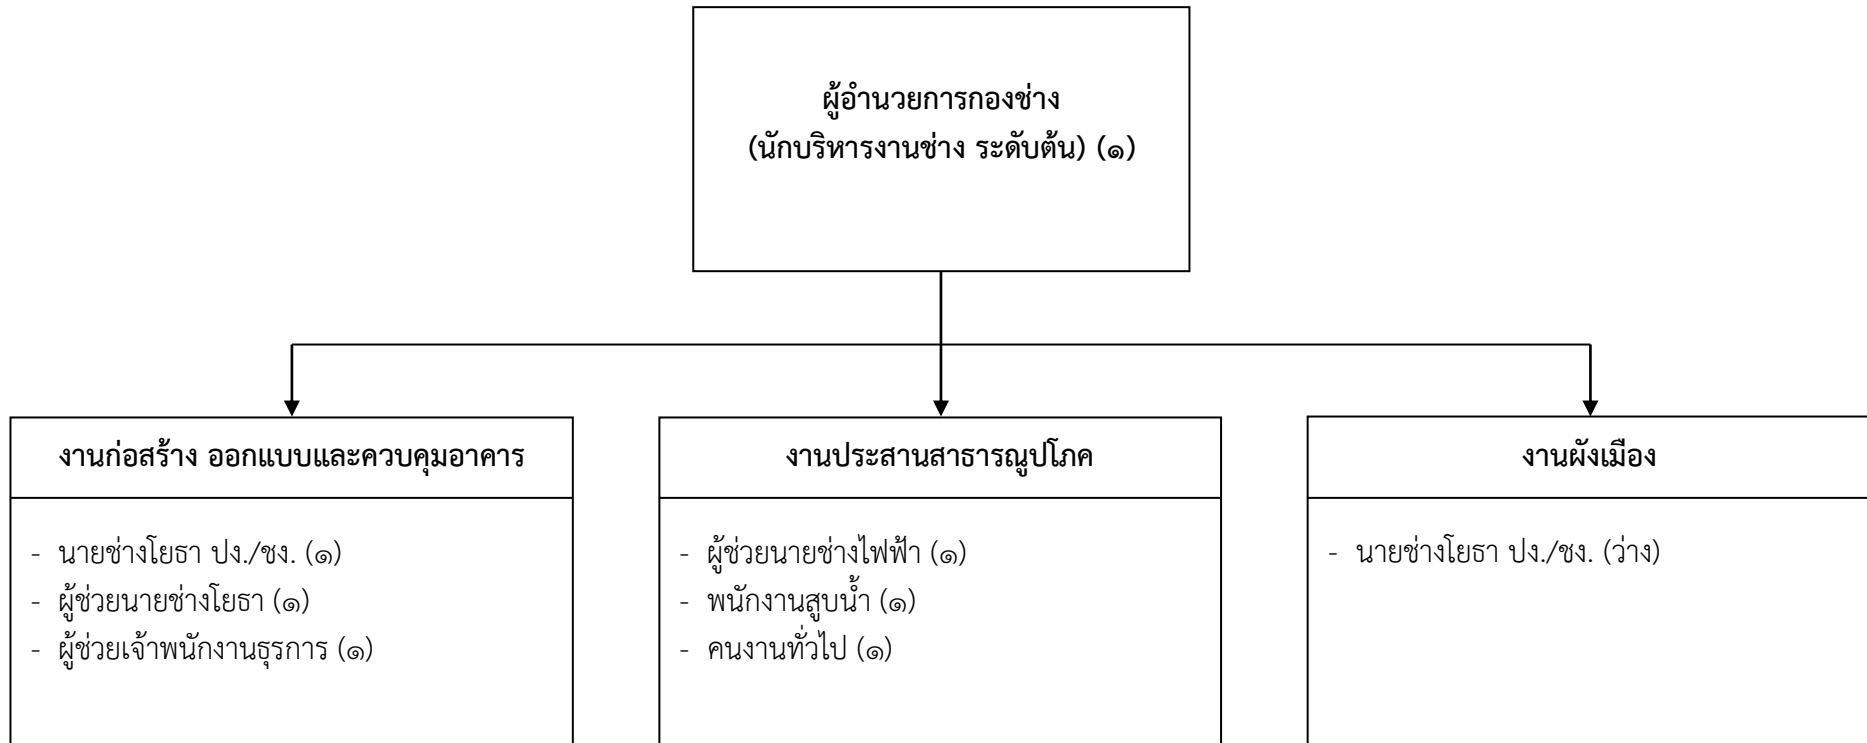 ผู้อำนวยการกองช่าง
(นักบริหารงานช่าง ระดับต้น) (๑)
งานก่อสร้าง ออกแบบและควบคุมอาคาร
- นายช่างโยธา ปง./ชง. (๑)
- ผู้ช่วยนายช่างโยธา (๑)
- ผู้ช่วยเจ้าพนักงานธุรการ (๑)
งานประสานสาธารณูปโภค
- ผู้ช่วยนายช่างไฟฟ้า (๑)
- พนักงานสูบน้ำ (๑)
- คนงานทั่วไป (๑)
งานผังเมือง
- นายช่างโยธา ปง./ชง. (ว่าง)